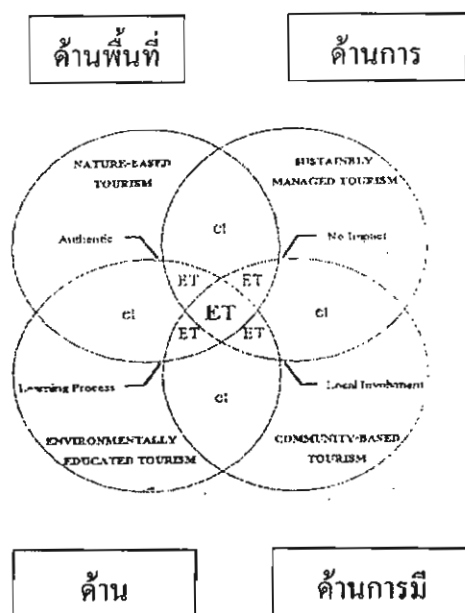 ด้านพื้นที่
ด้านการ
NATURE-BASED
TOURISM
SUSTAINBLY
MANAGED TOURISM
et
Authentic
No Impact
ET
ET
et
ET
et
ET
ET
Learning Process
Local Involvment
et
ENVIRONMENTALLY
EDUCATED TOURISM
COMMUNITY-BASED
TOURISM
ด้าน
ด้านการมี